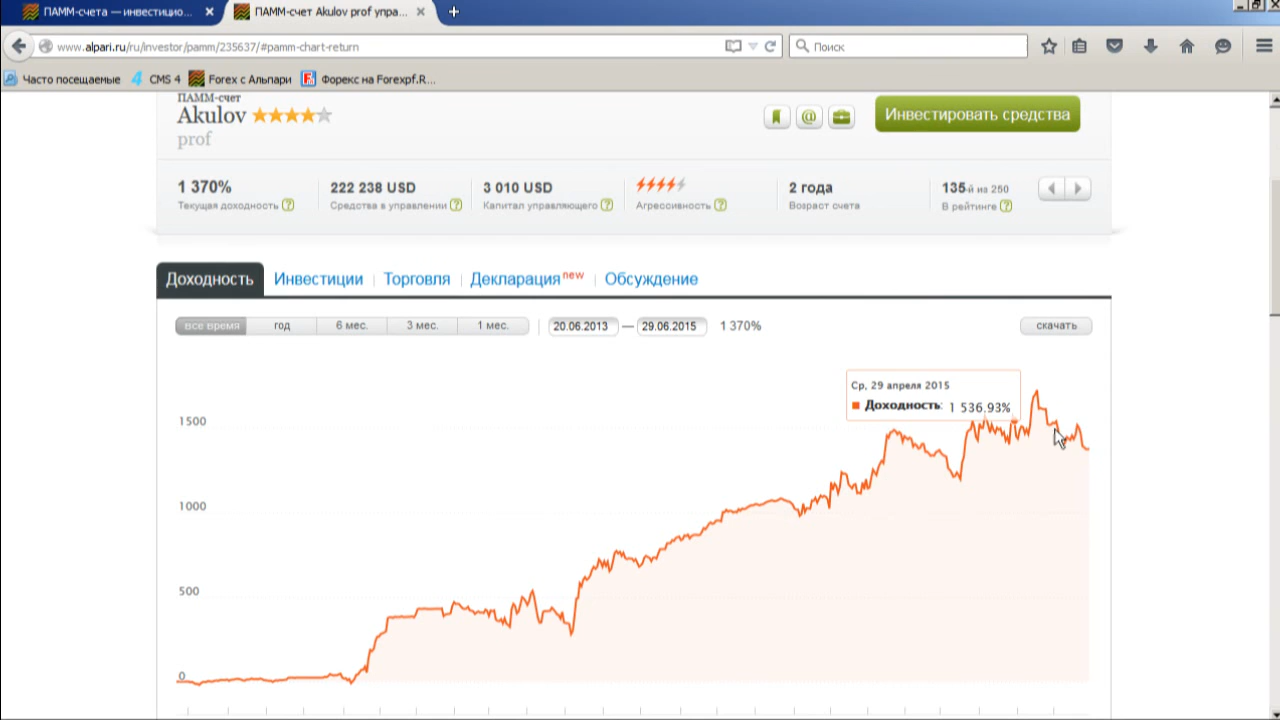 ПАММ-счета — инвестицио...
ПАММ-счет Akulov prof упра...
www.alpari.ru/ru/investor/pamm/235637/#pamm-chart-return
Поиск
Часто посещаемые
CMS 4
Forex с Альпари
Форекс на Forexpf.R...
ПАММ-счет
Akulov
prof
Инвестировать средства
1 370%
Текущая доходность ?
222 238 USD
Средства в управлении ?
3 010 USD
Капитал управляющего ?
Агрессивность ?
2 года
Возраст счета
135-й из 250
В рейтинге ?
Доходность
Инвестиции
Торговля
Декларация new
Обсуждение
все время
год
6 мес.
3 мес.
1 мес.
20.06.2013 — 29.06.2015
1 370%
скачать
Ср, 29 апреля 2015
Доходность: 1 536.93%
1500
1000
500
0